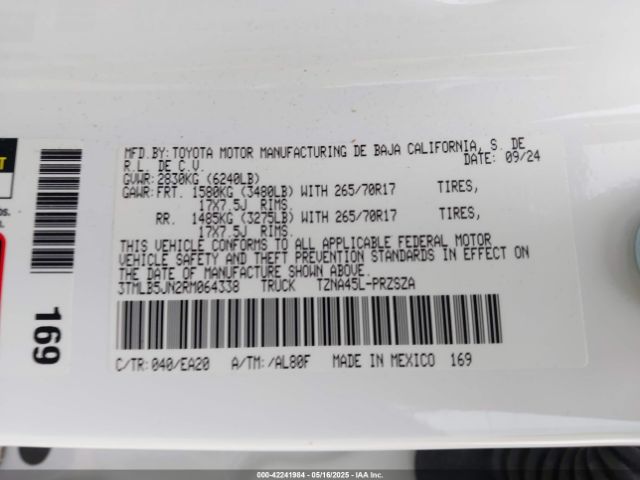 MFD.BY:TOYOTA MOTOR MANUFACTURING DE BAJA CALIFORNIA, S. DE
R.L. DE C.V. DATE: 09/24
GVWR:2830KG (6240LB)
GAWR:FRT. 1580KG (3480LB) WITH 265/70R17 TIRES,
17X7.5J RIMS.
RR. 1485KG (3275LB) WITH 265/70R17 TIRES,
17X7.5J RIMS.
THIS VEHICLE CONFORMS TO ALL APPLICABLE FEDERAL MOTOR
VEHICLE SAFETY AND THEFT PREVENTION STANDARDS IN EFFECT ON
THE DATE OF MANUFACTURE SHOWN ABOVE.
3TMLB5JN2RM064338 TRUCK TZNA45L-PRZSZA
C/TR:040/EA20 A/TM:/AL80F MADE IN MEXICO 169
169
000-42241984 - 05/16/2025 - IAAI.COM